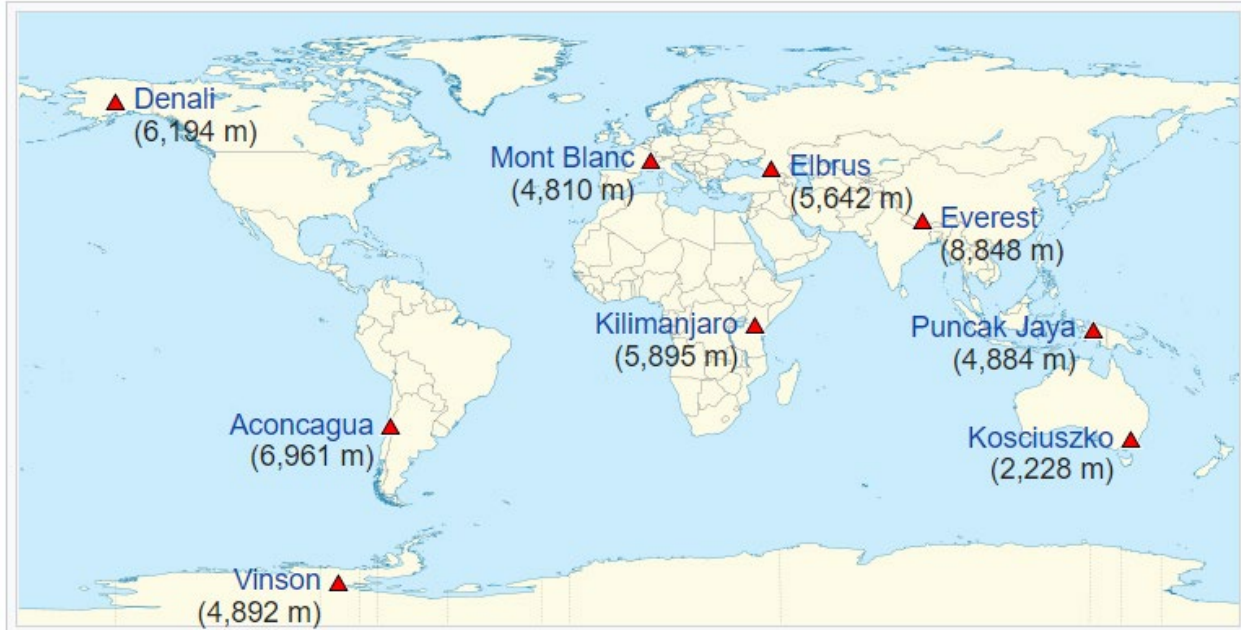 Denali
(6,194 m)
Mont Blanc
(4,810 m)
Elbrus
(5,642 m)
Everest
(8,848 m)
Kilimanjaro
(5,895 m)
Puncak Jaya
(4,884 m)
Aconcagua
(6,961 m)
Kosciuszko
(2,228 m)
Vinson
(4,892 m)